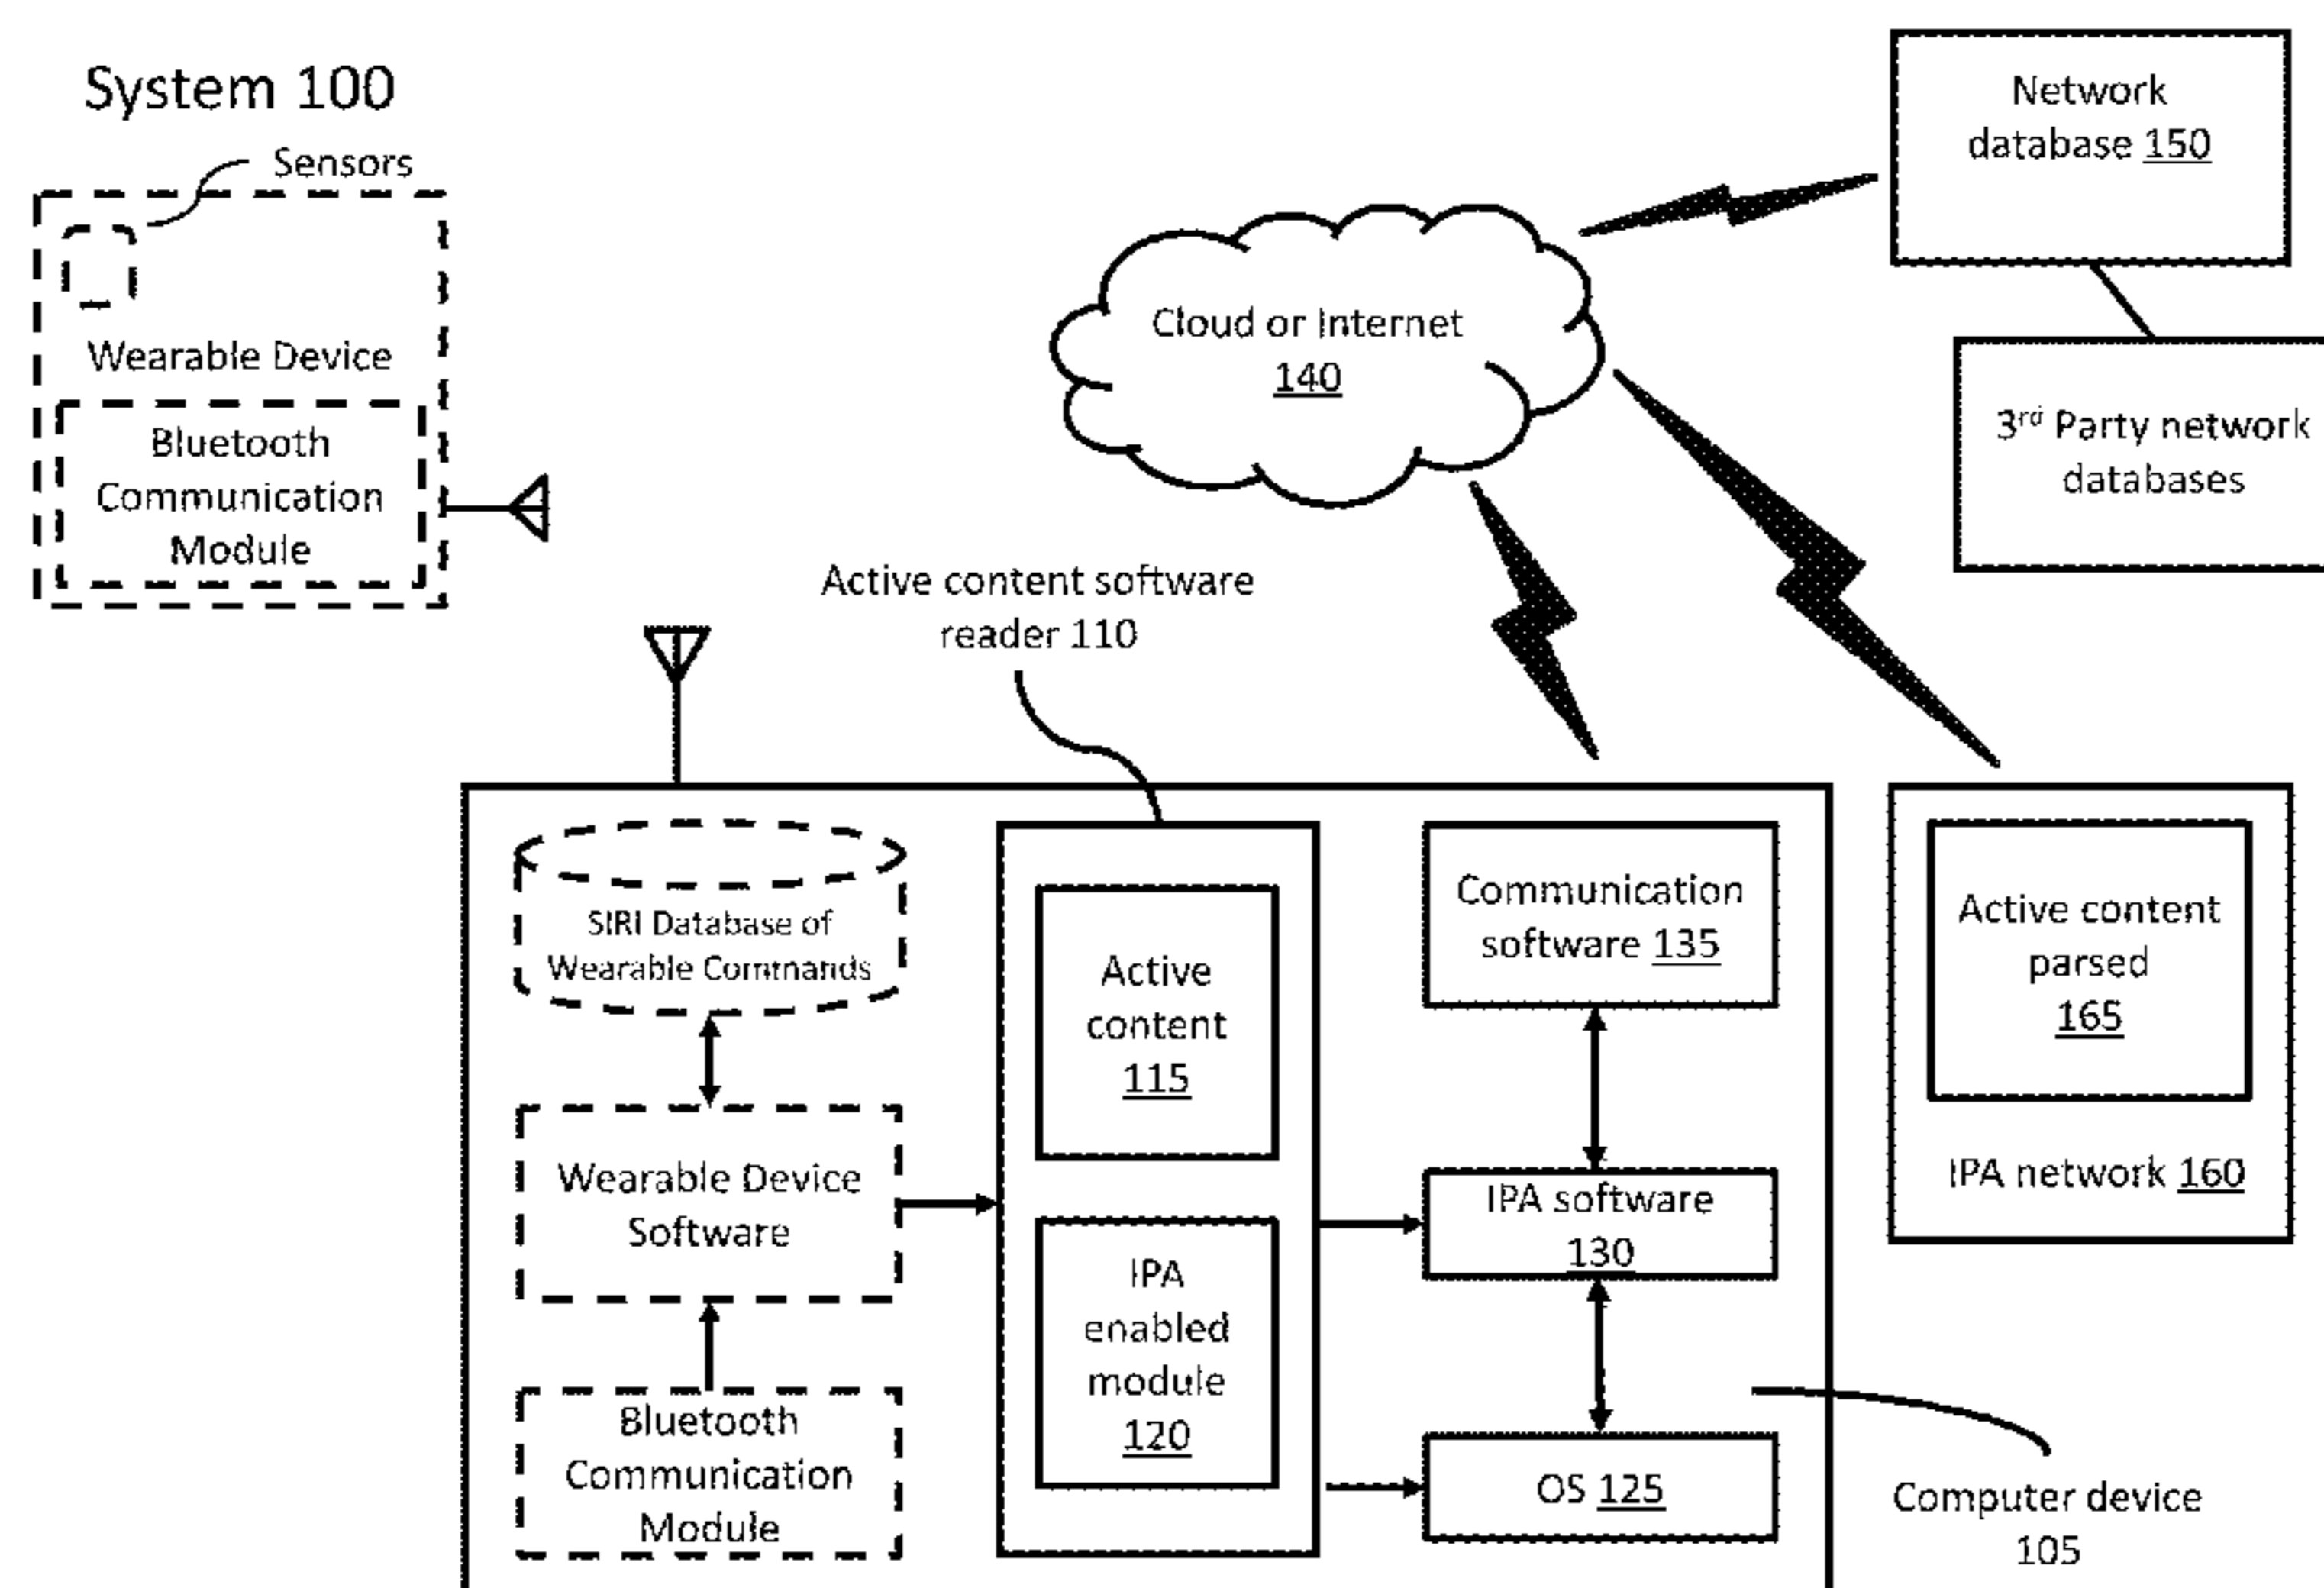 System 100
Sensors
Wearable Device
Bluetooth
Communication
Module
Network
database 150
Cloud or Internet
140
3rd Party network
databases
Active content software
reader 110
SIRI Database of
Wearable Commands
Wearable Device
Software
Bluetooth
Communication
Module
Active
content
115
IPA
enabled
module
120
Communication
software 135
IPA software
130
OS 125
Active content
parsed
165
IPA network 160
Computer device
105